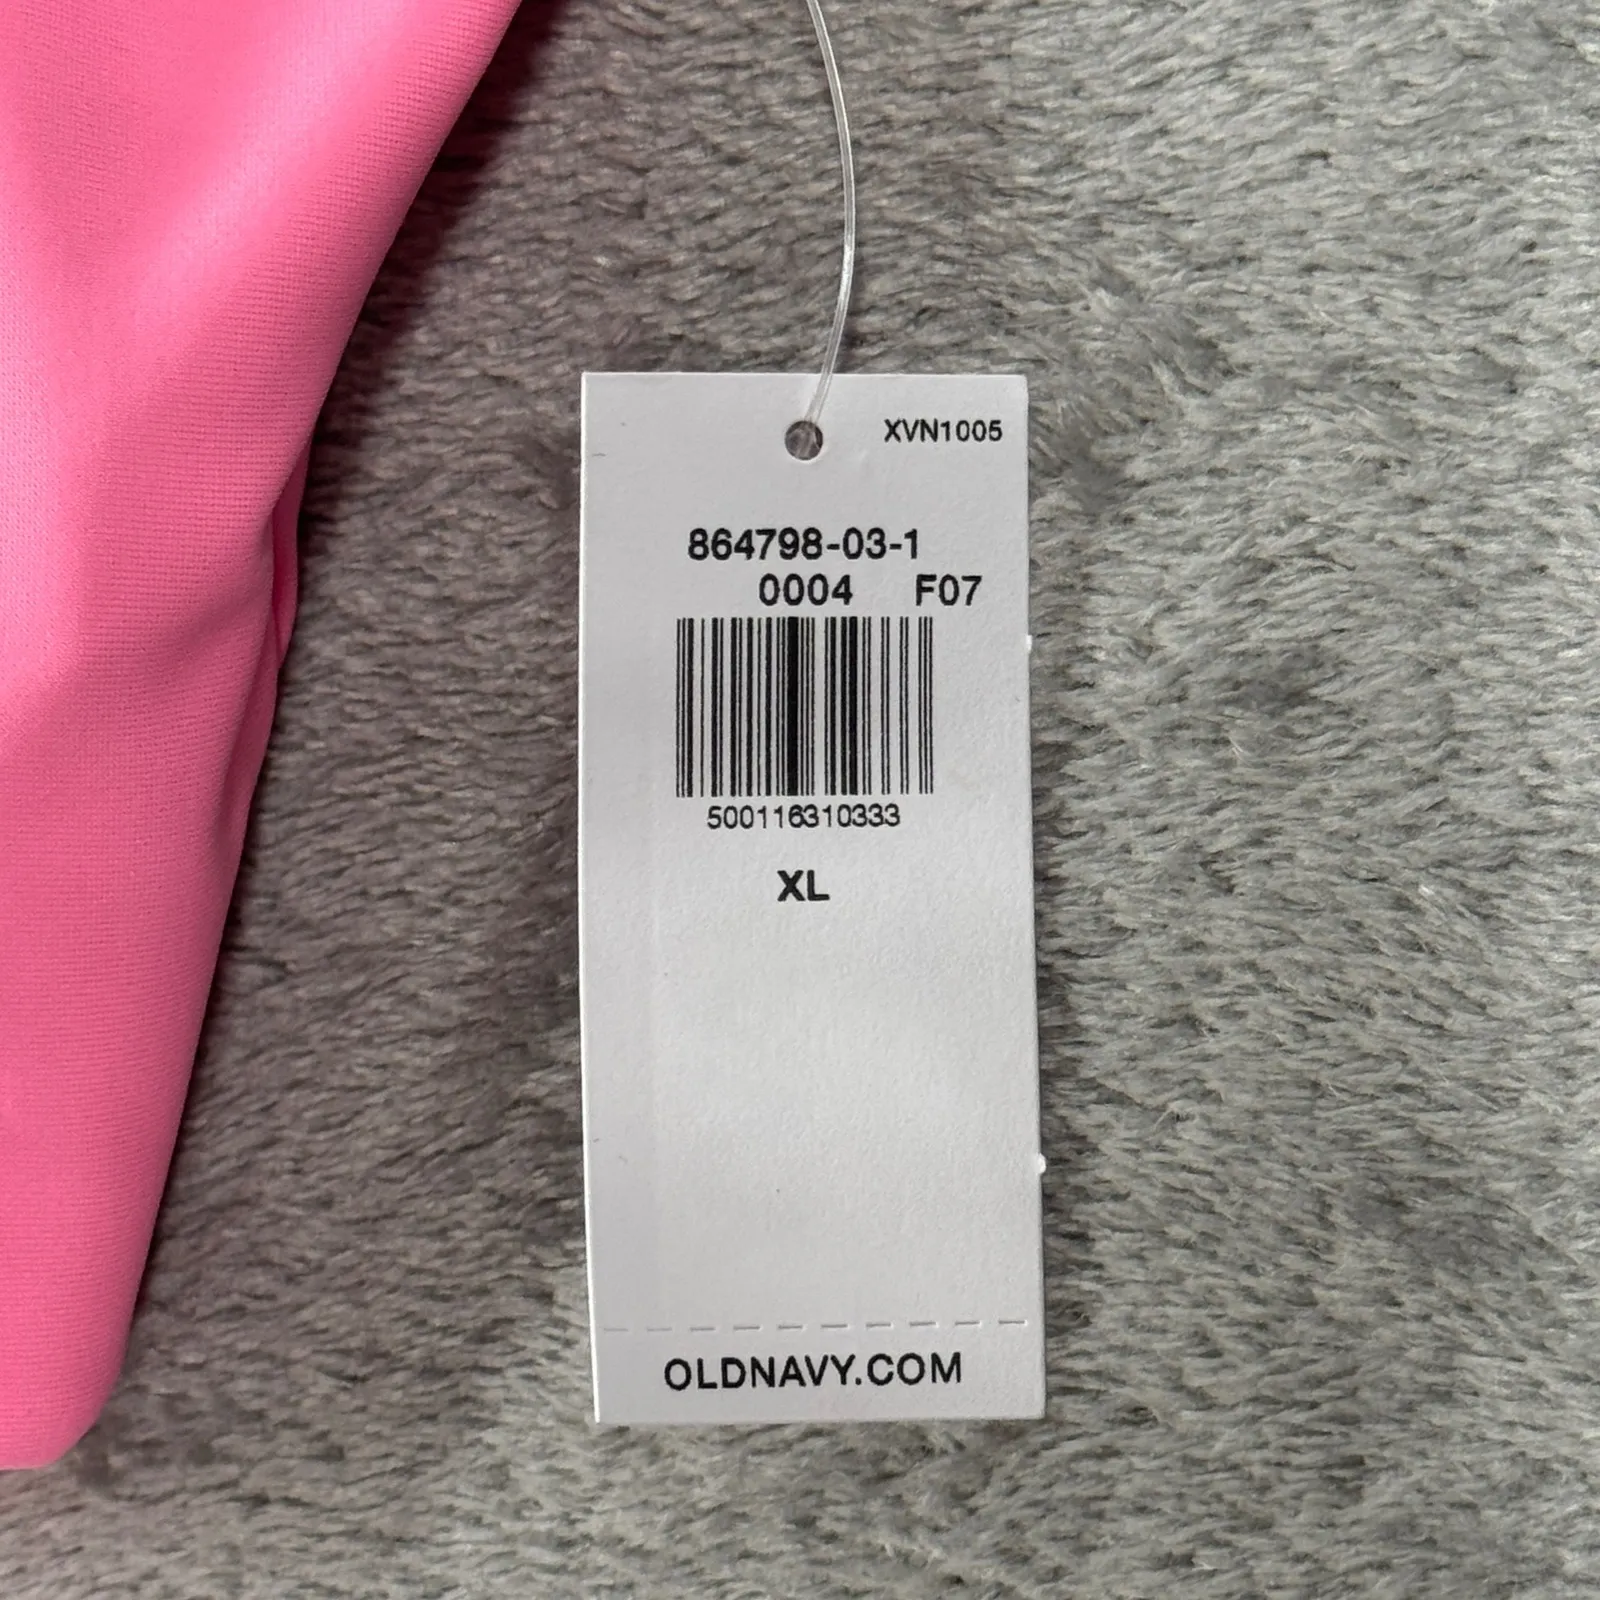 XVN1005
864798-03-1
0004 F07
500116310333
XL
OLDNAVY.COM